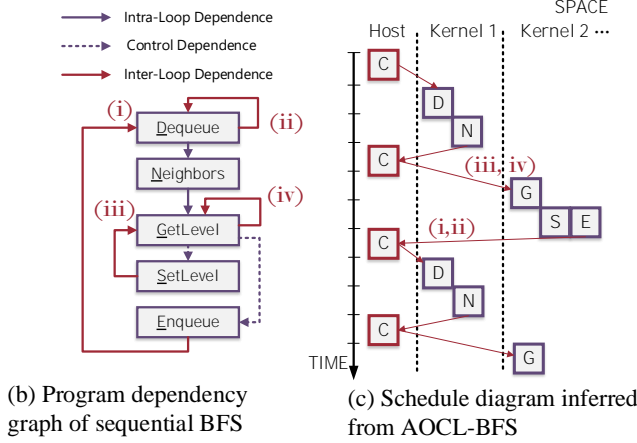 Intra-Loop Dependence
Control Dependence
Inter-Loop Dependence
(i)
Dequeue
(ii)
Neighbors
(iii)
(iv)
GetLevel
SetLevel
Enqueue
(b) Program dependency
graph of sequential BFS
SPACE
Host Kernel 1 Kernel 2 ···
C
D
N
C
(iii, iv)
G
S E
(i,ii)
C
D
N
C
G
TIME
(c) Schedule diagram inferred
from AOCL-BFS